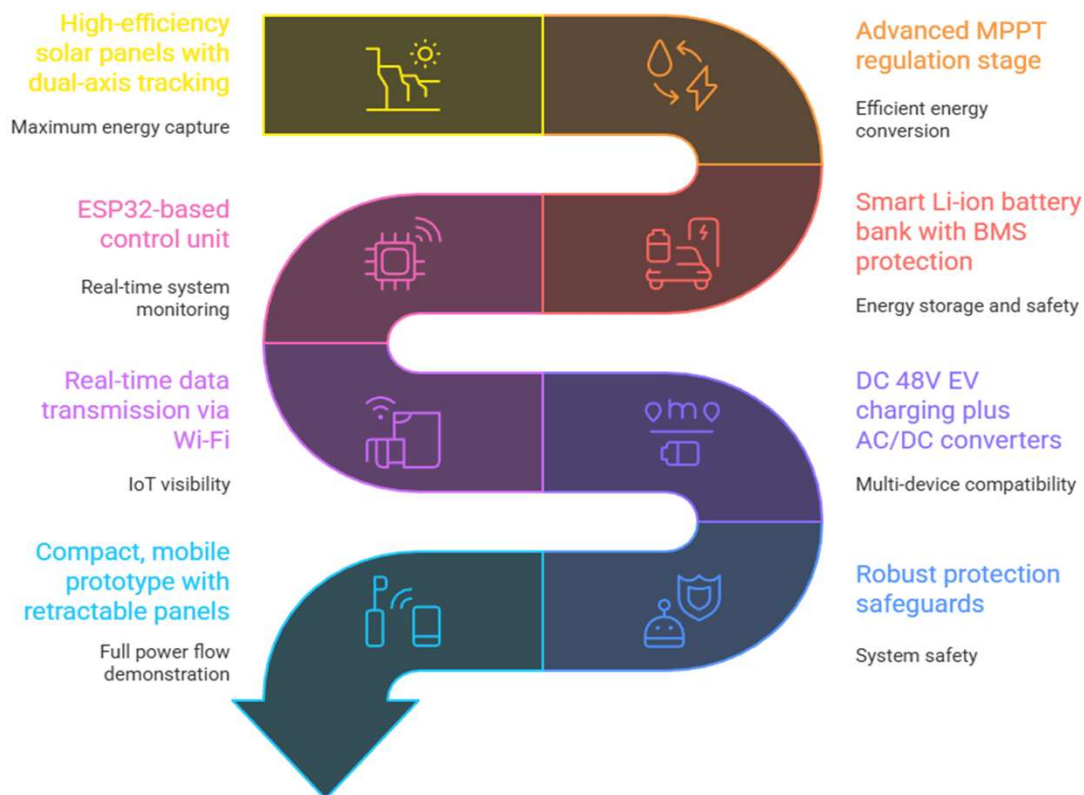 High-efficiency
solar panels with
dual-axis tracking
Maximum energy capture
Advanced MPPT
regulation stage
Efficient energy
conversion
Smart Li-ion battery
bank with BMS
protection
Energy storage and safety
ESP32-based
control unit
Real-time system
monitoring
Real-time data
transmission via
Wi-Fi
IoT visibility
DC 48V EV
charging plus
AC/DC converters
Multi-device compatibility
Robust protection
safeguards
System safety
Compact, mobile
prototype with
retractable panels
Full power flow
demonstration